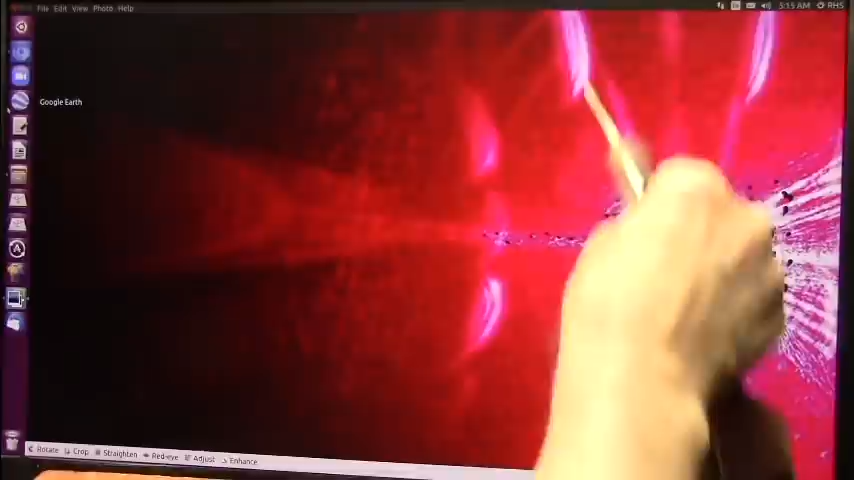 File Edit View Photo Help
5:15 AM RHS
Google Earth
Rotate Crop Straighten Red-eye Adjust Enhance